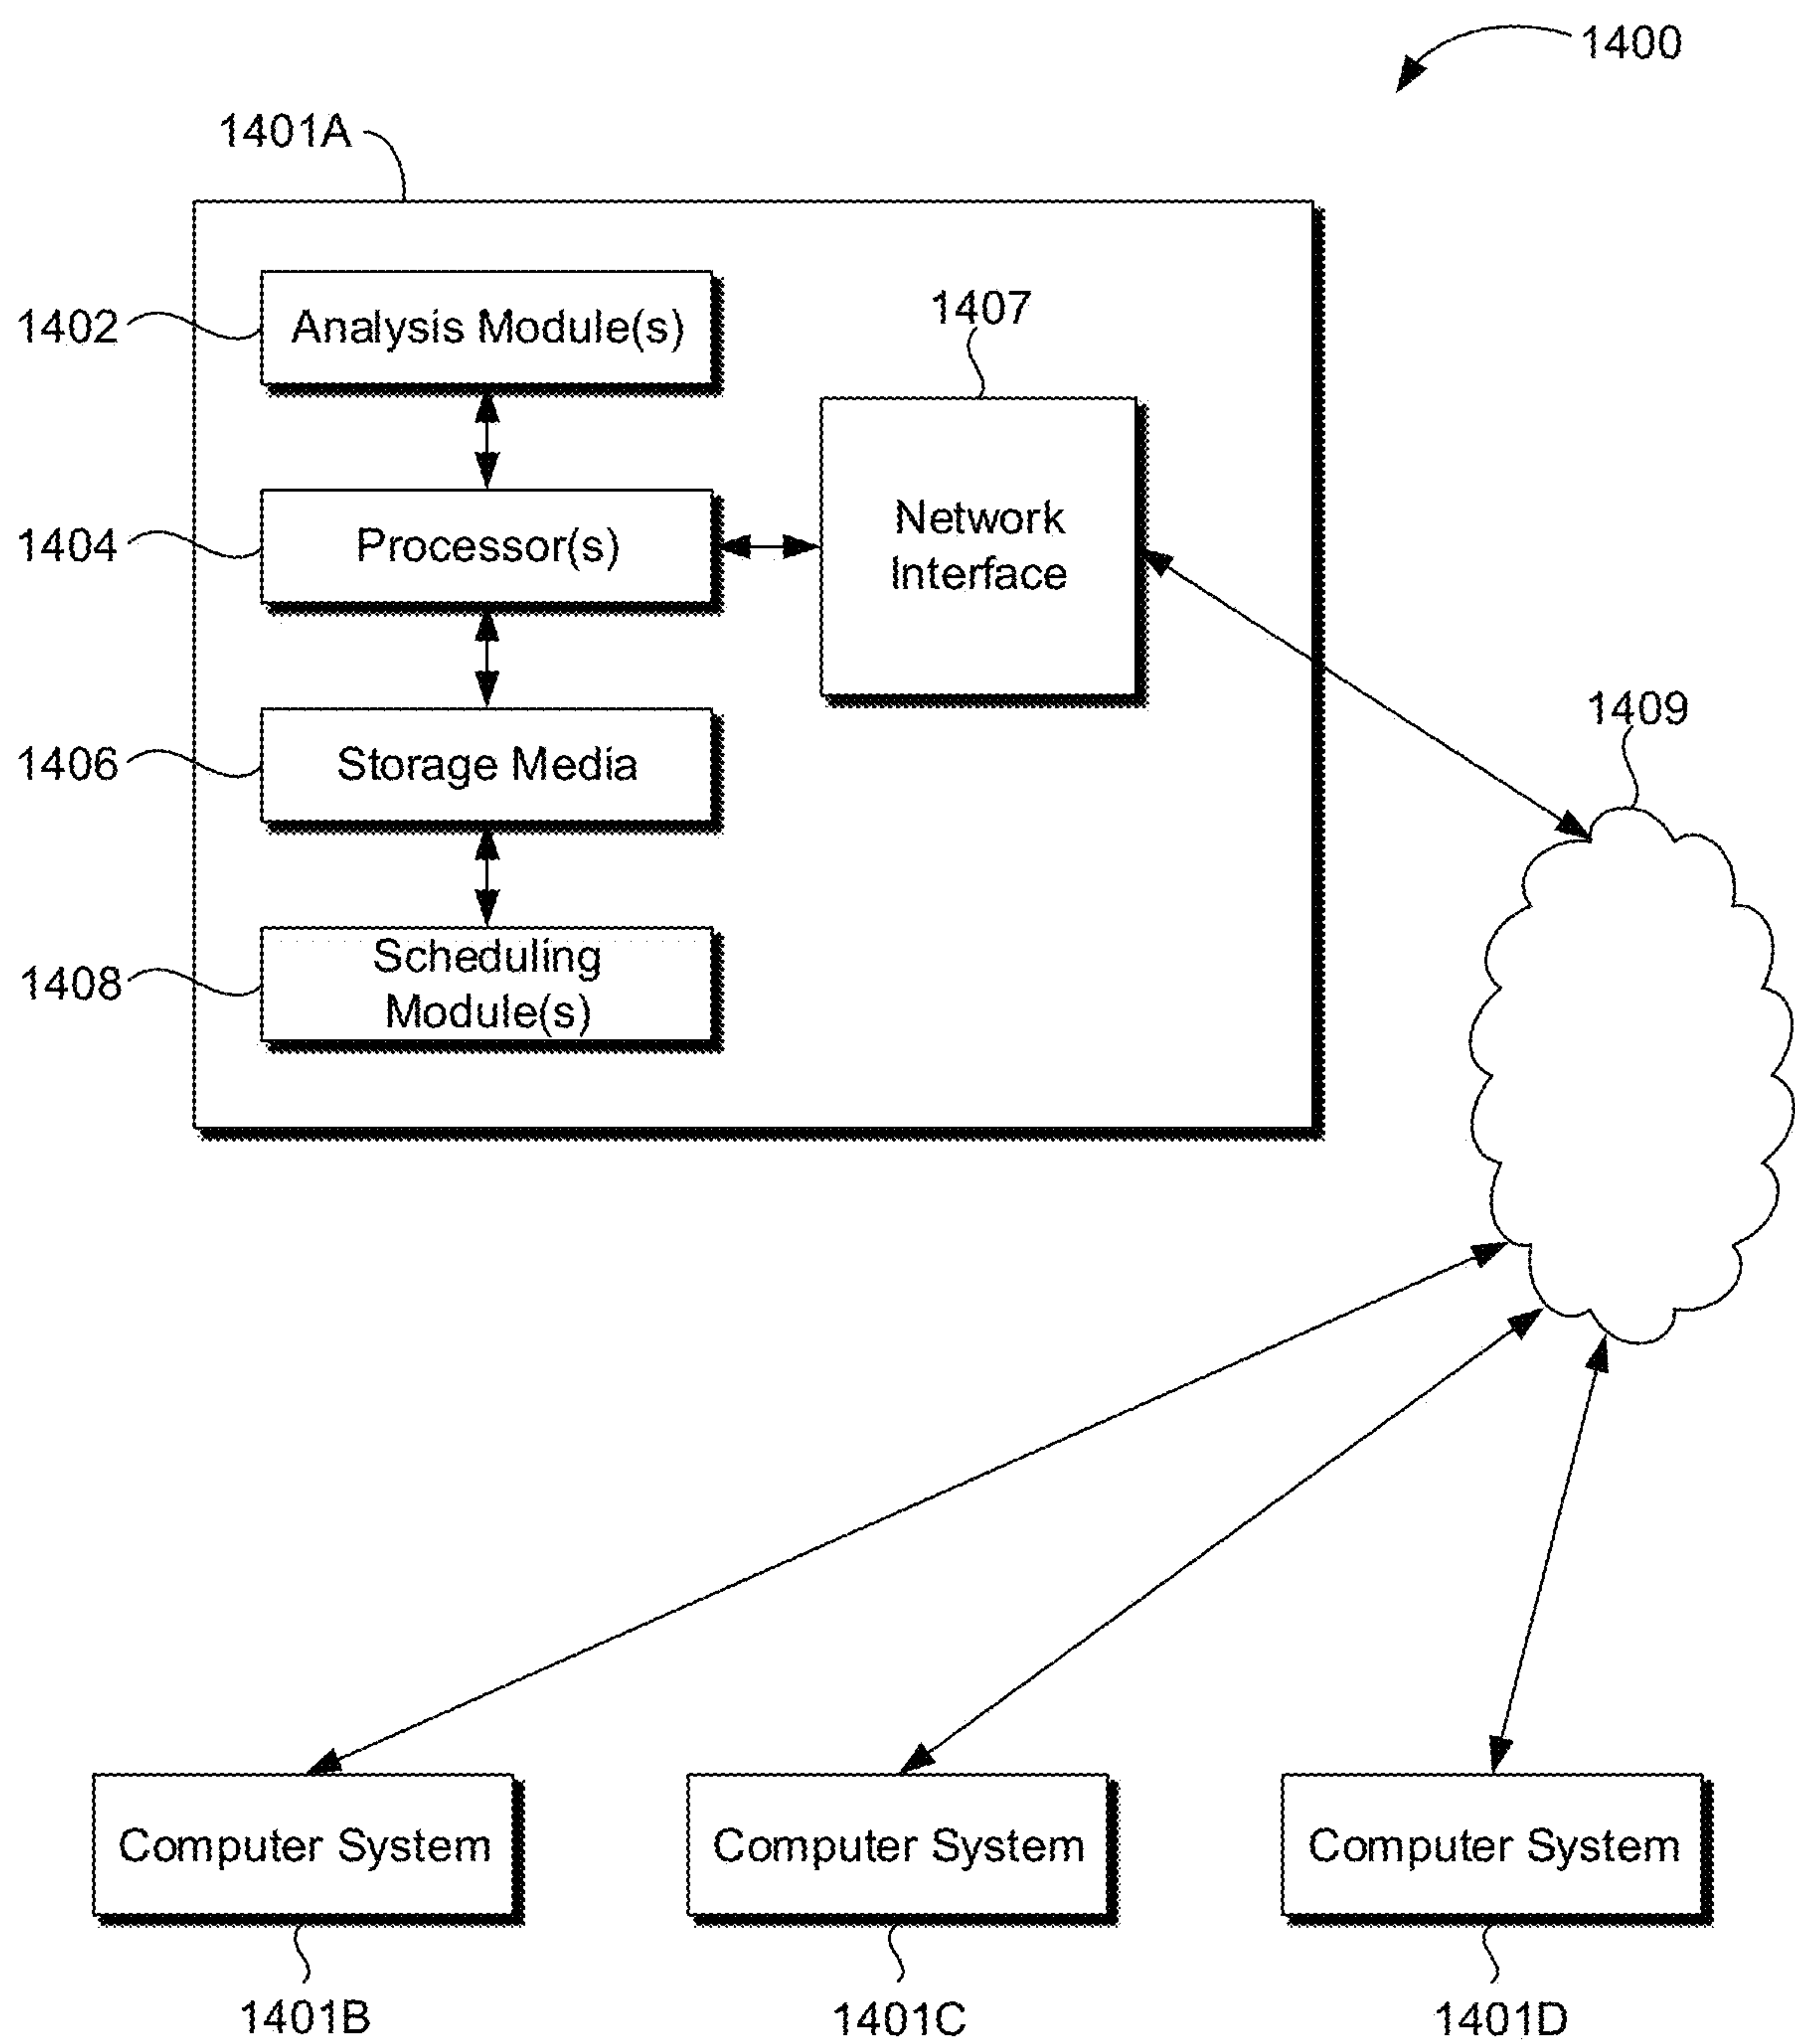 1400
1401A
1402
Analysis Module(s)
1407
1404
Processor(s)
Network
Interface
1406
Storage Media
1409
1408
Scheduling
Module(s)
Computer System
Computer System
Computer System
1401B
1401C
1401D